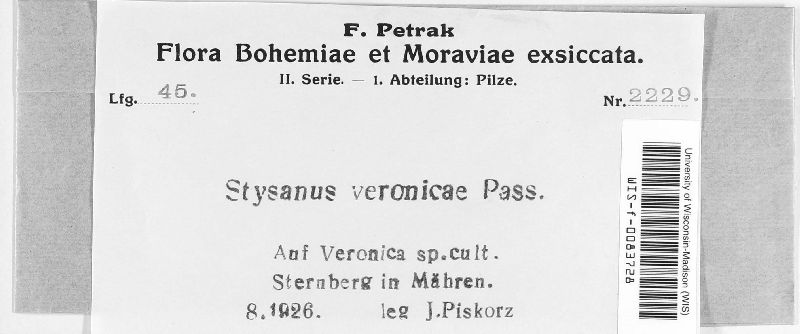 F. Petrak
Flora Bohemiae et Moraviae exsiccata.
II. Serie. — 1. Abteilung: Pilze.
Lfg. 45.
Nr. 2229.
Stysanus veronicae Pass.
Auf Veronica sp.cult.
Sternberg in Mähren.
8.1926. leg J.Piskorz
University of Wisconsin-Madison (WIS)
WIS-f-0083728